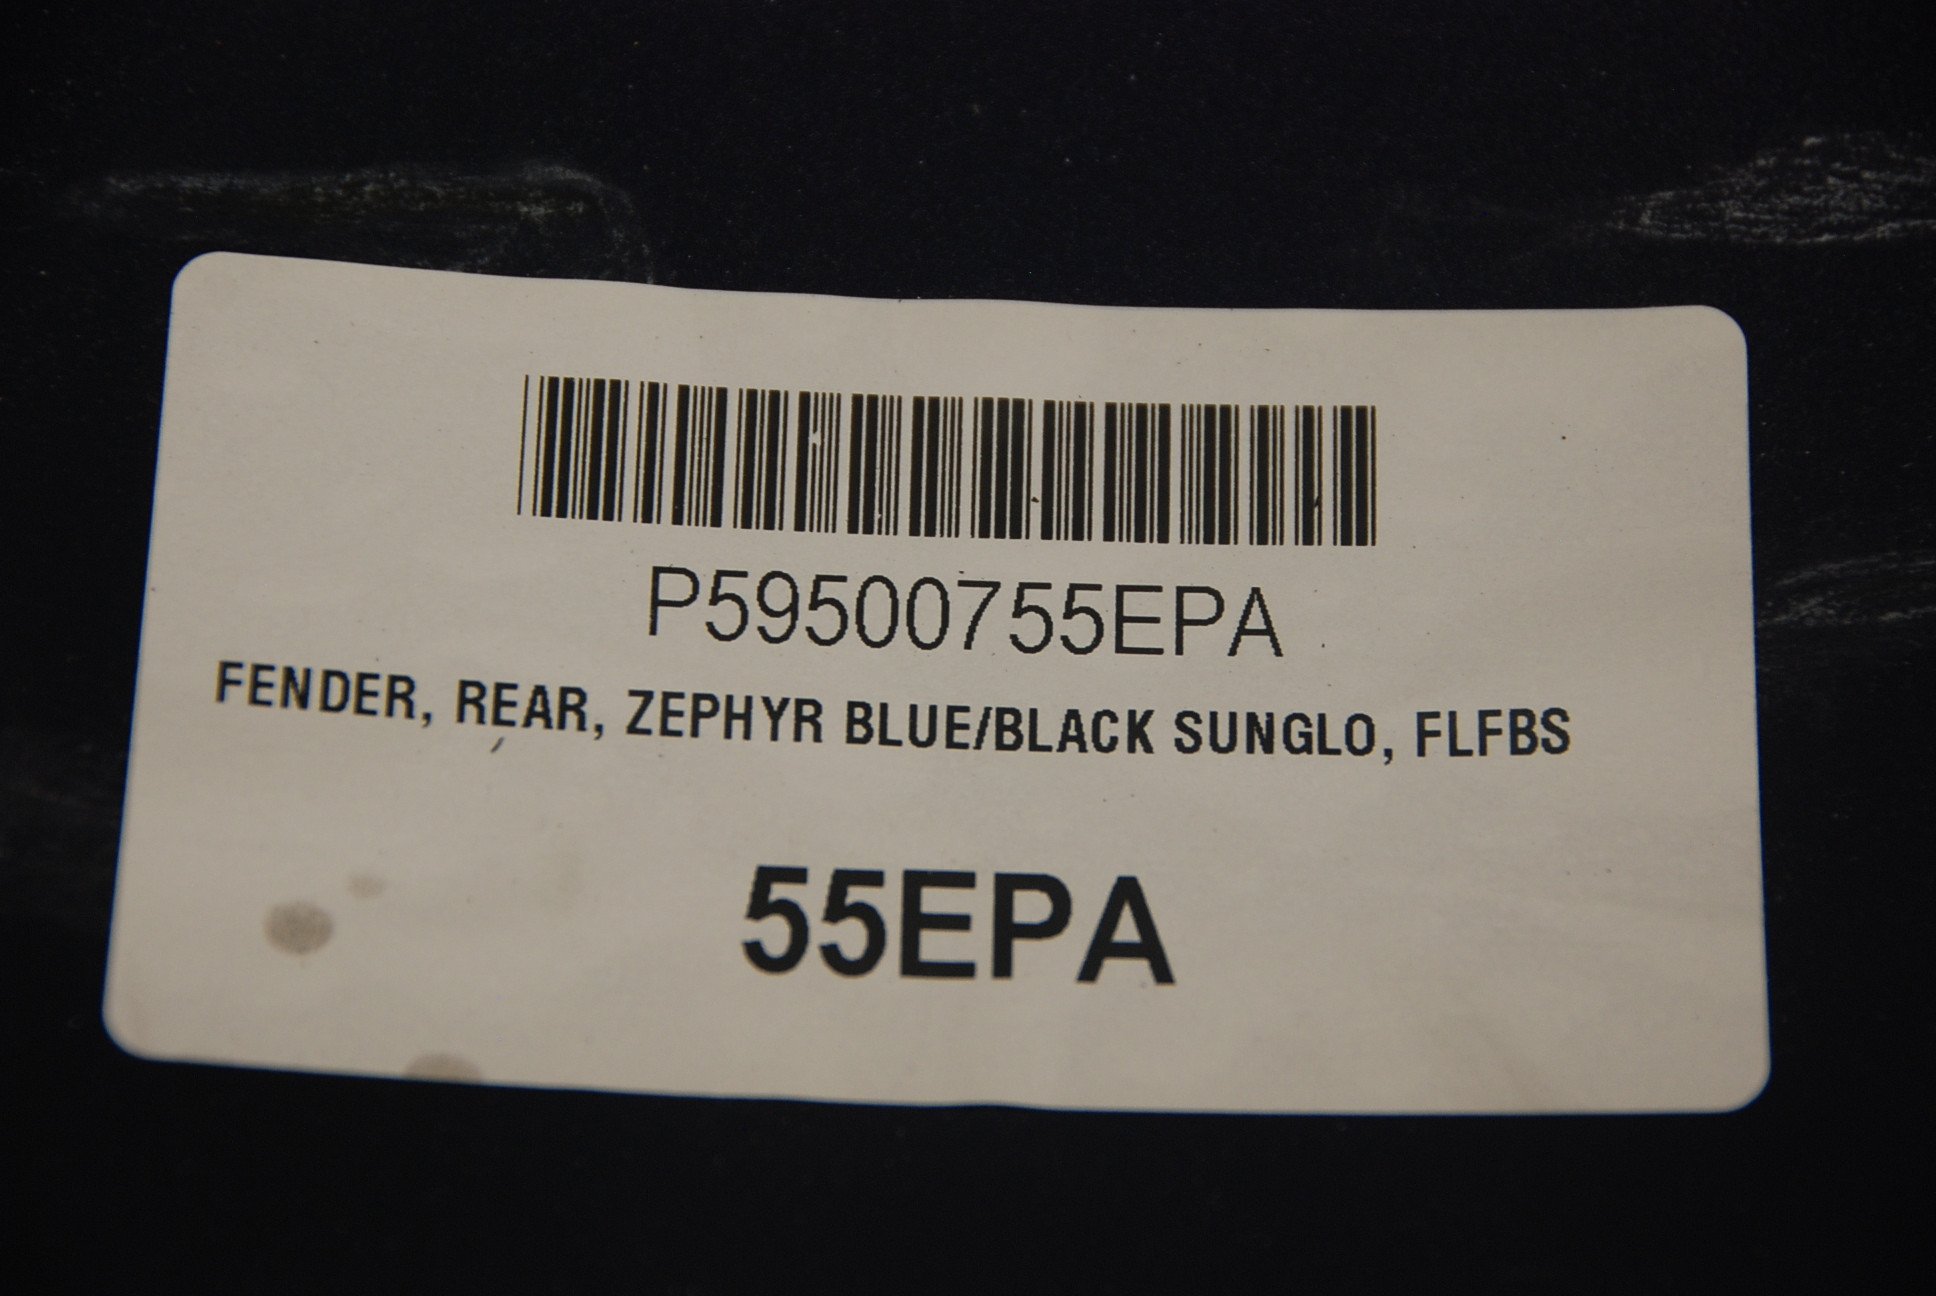 P59500755EPA
FENDER, REAR, ZEPHYR BLUE/BLACK SUNGLO, FLFBS
55EPA